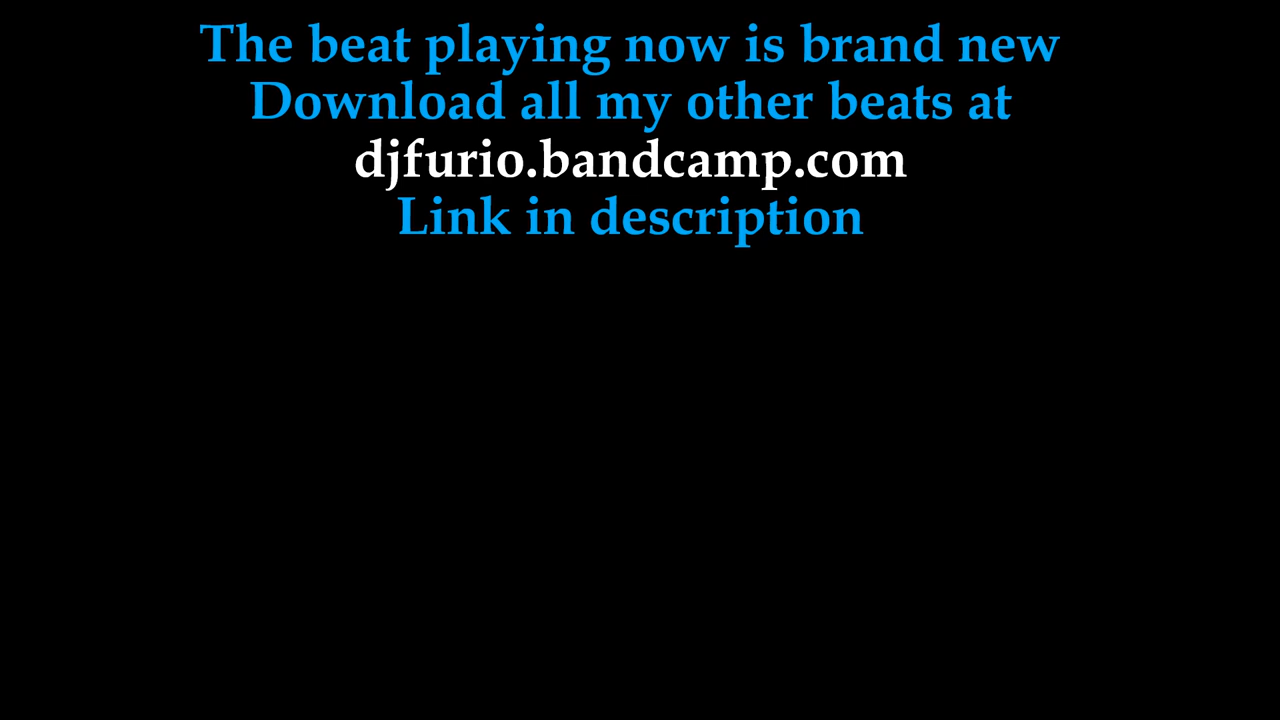 The beat playing now is brand new
Download all my other beats at
djfurio.bandcamp.com
Link in description